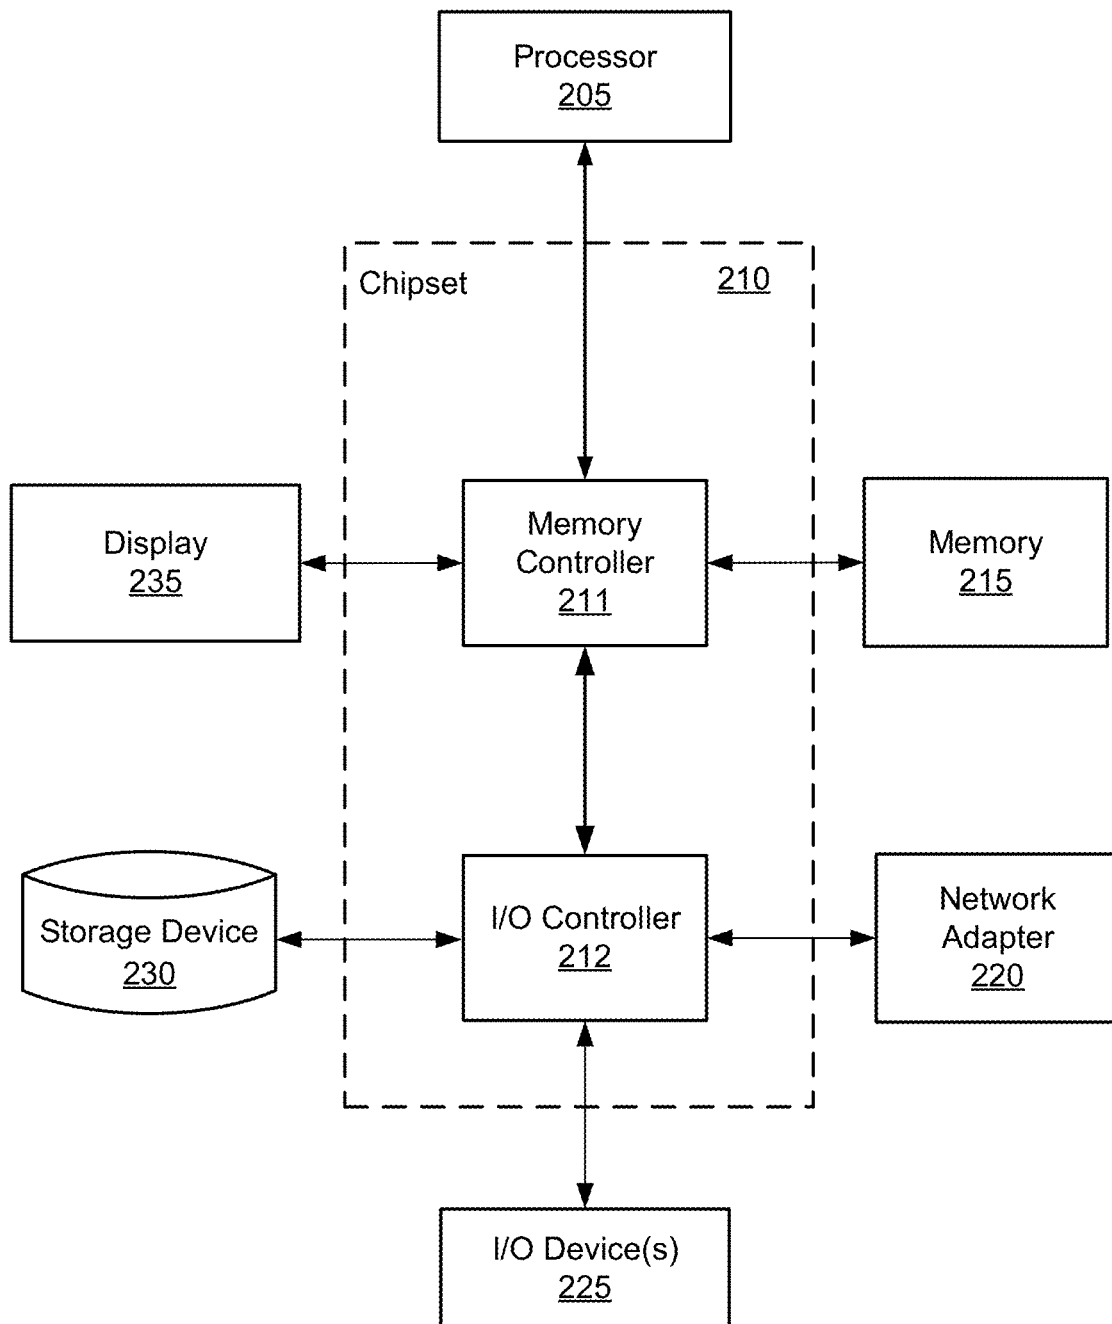 Processor
205
Chipset
210
Display
235
Memory
Controller
211
Memory
215
Storage Device
230
I/O Controller
212
Network
Adapter
220
I/O Device(s)
225